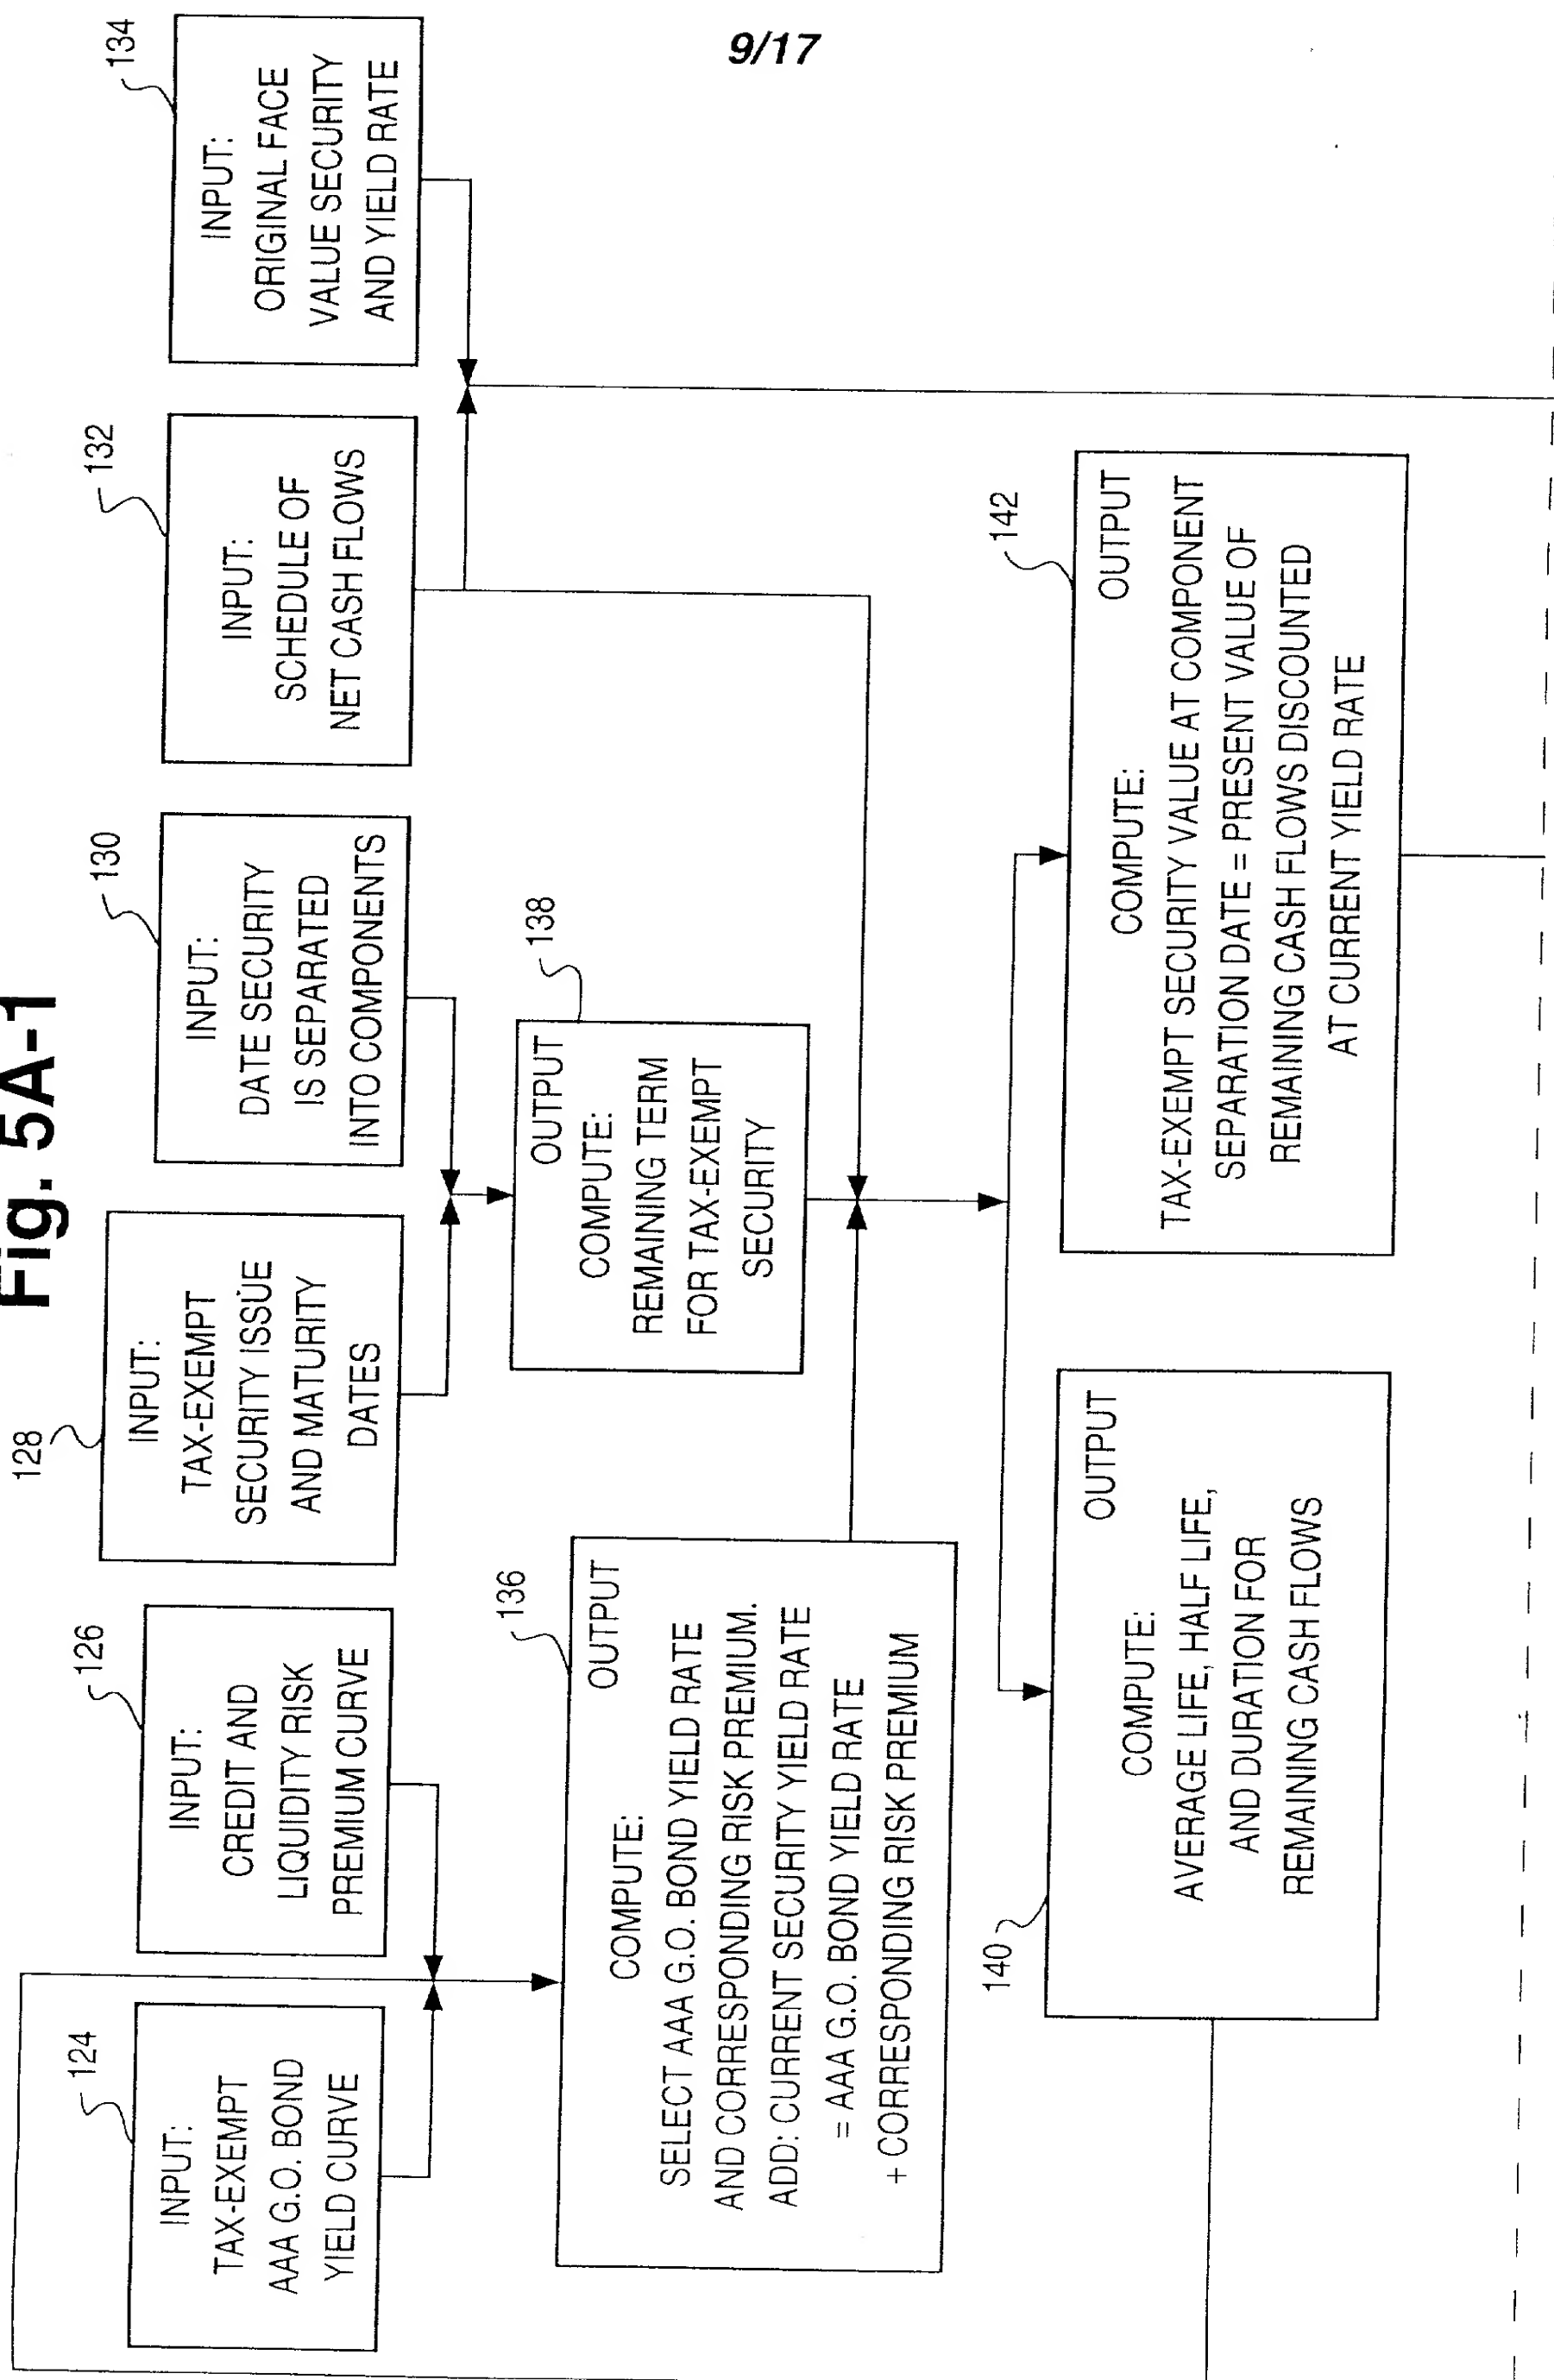 9/17
Fig. 5A-1
124
INPUT:
TAX-EXEMPT
AAA G.O. BOND
YIELD CURVE
126
INPUT:
CREDIT AND
LIQUIDITY RISK
PREMIUM CURVE
128
INPUT:
TAX-EXEMPT
SECURITY ISSUE
AND MATURITY
DATES
130
INPUT:
DATE SECURITY
IS SEPARATED
INTO COMPONENTS
132
INPUT:
SCHEDULE OF
NET CASH FLOWS
134
INPUT:
ORIGINAL FACE
VALUE SECURITY
AND YIELD RATE
136
OUTPUT
COMPUTE:
SELECT AAA G.O. BOND YIELD RATE
AND CORRESPONDING RISK PREMIUM.
ADD: CURRENT SECURITY YIELD RATE
= AAA G.O. BOND YIELD RATE
+ CORRESPONDING RISK PREMIUM
138
OUTPUT
COMPUTE:
REMAINING TERM
FOR TAX-EXEMPT
SECURITY
140
OUTPUT
COMPUTE:
AVERAGE LIFE, HALF LIFE,
AND DURATION FOR
REMAINING CASH FLOWS
142
OUTPUT
COMPUTE:
TAX-EXEMPT SECURITY VALUE AT COMPONENT
SEPARATION DATE = PRESENT VALUE OF
REMAINING CASH FLOWS DISCOUNTED
AT CURRENT YIELD RATE